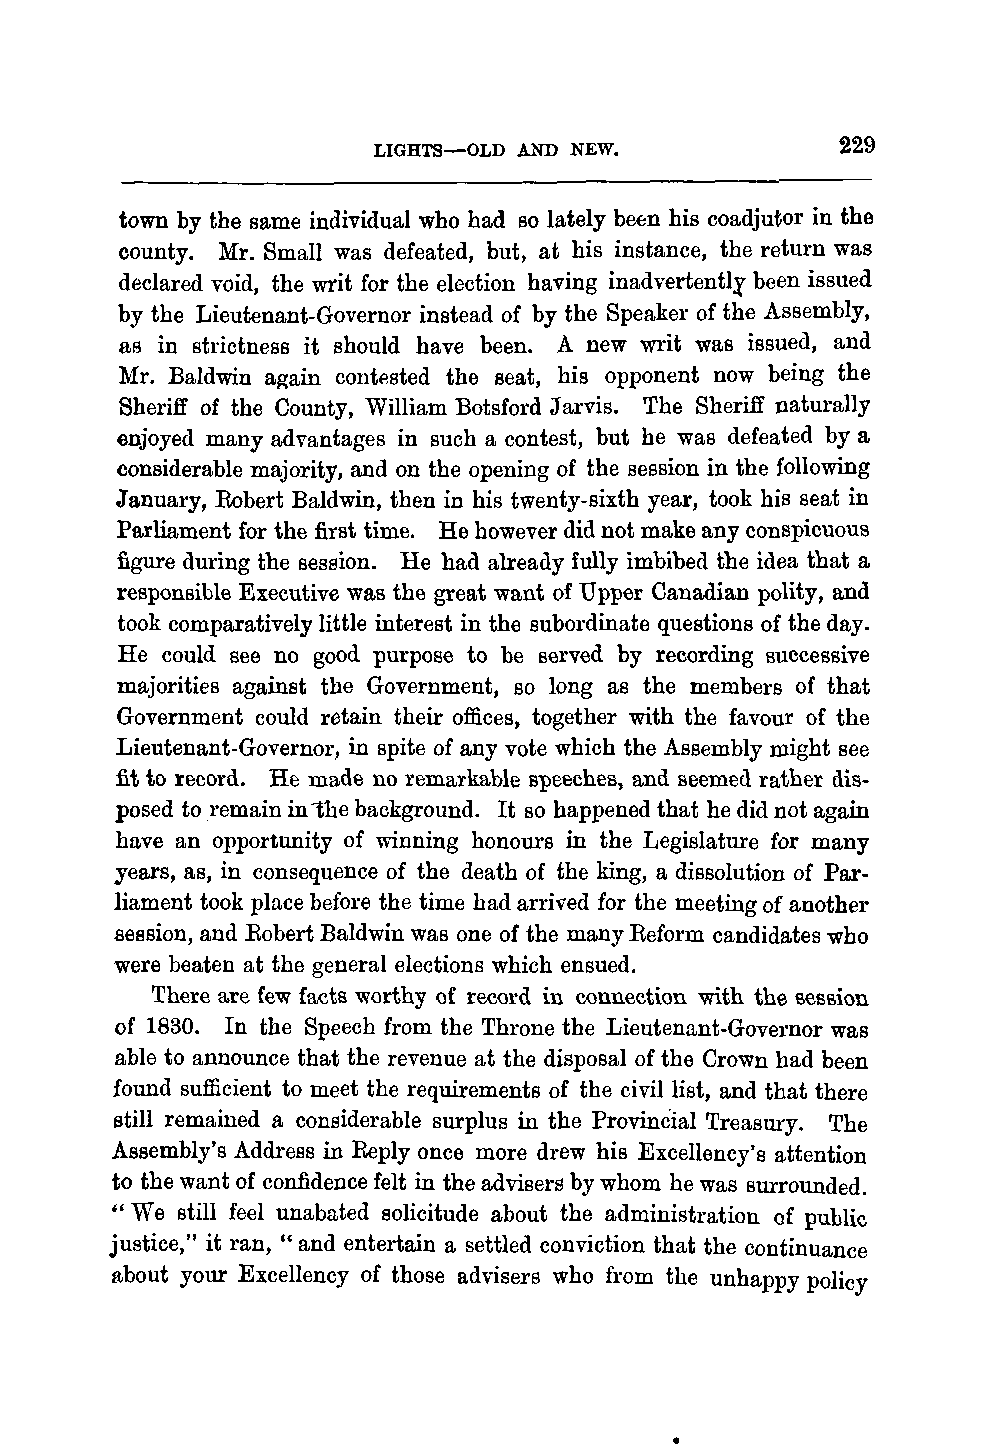 LIGHTS—OLD AND NEW. 229
town by the same individual who had so lately been his coadjutor in the
county. Mr. Small was defeated, but, at his instance, the return was
declared void, the writ for the election having inadvertently been issued
by the Lieutenant-Governor instead of by the Speaker of the Assembly,
as in strictness it should have been. A new writ was issued, and
Mr. Baldwin again contested the seat, his opponent now being the
Sheriff of the County, William Botsford Jarvis. The Sheriff naturally
enjoyed many advantages in such a contest, but he was defeated by a
considerable majority, and on the opening of the session in the following
January, Robert Baldwin, then in his twenty-sixth year, took his seat in
Parliament for the first time. He however did not make any conspicuous
figure during the session. He had already fully imbibed the idea that a
responsible Executive was the great want of Upper Canadian polity, and
took comparatively little interest in the subordinate questions of the day.
He could see no good purpose to be served by recording successive
majorities against the Government, so long as the members of that
Government could retain their offices, together with the favour of the
Lieutenant-Governor, in spite of any vote which the Assembly might see
fit to record. He made no remarkable speeches, and seemed rather dis-
posed to remain in the background. It so happened that he did not again
have an opportunity of winning honours in the Legislature for many
years, as, in consequence of the death of the king, a dissolution of Par-
liament took place before the time had arrived for the meeting of another
session, and Robert Baldwin was one of the many Reform candidates who
were beaten at the general elections which ensued.
There are few facts worthy of record in connection with the session
of 1830. In the Speech from the Throne the Lieutenant-Governor was
able to announce that the revenue at the disposal of the Crown had been
found sufficient to meet the requirements of the civil list, and that there
still remained a considerable surplus in the Provincial Treasury. The
Assembly's Address in Reply once more drew his Excellency's attention
to the want of confidence felt in the advisers by whom he was surrounded.
“We still feel unabated solicitude about the administration of public
justice,” it ran, “and entertain a settled conviction that the continuance
about your Excellency of those advisers who from the unhappy policy